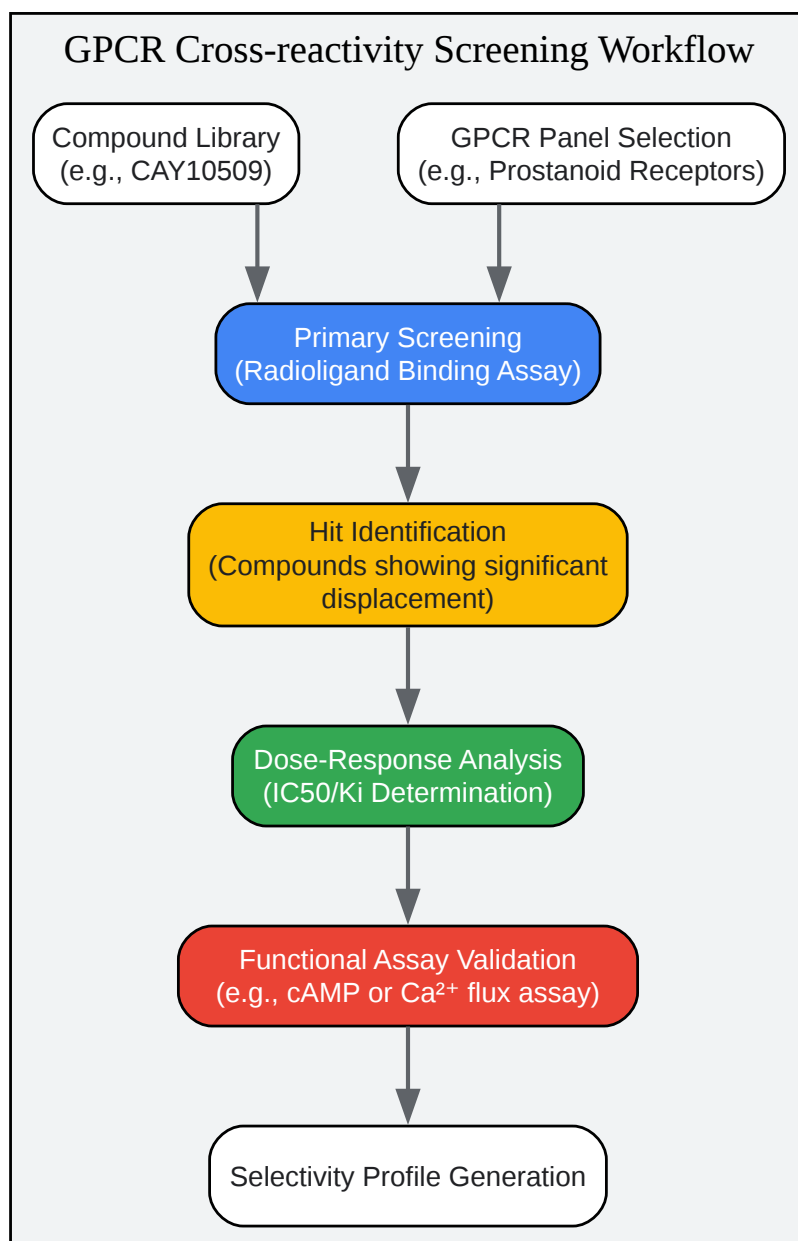 GPCR Cross-reactivity Screening Workflow
Compound Library
(e.g., CAY10509)
GPCR Panel Selection
(e.g., Prostanoid Receptors)
Primary Screening
(Radioligand Binding Assay)
Hit Identification
(Compounds showing significant
displacement)
Dose-Response Analysis
(IC50/Ki Determination)
Functional Assay Validation
(e.g., cAMP or Ca²⁺ flux assay)
Selectivity Profile Generation